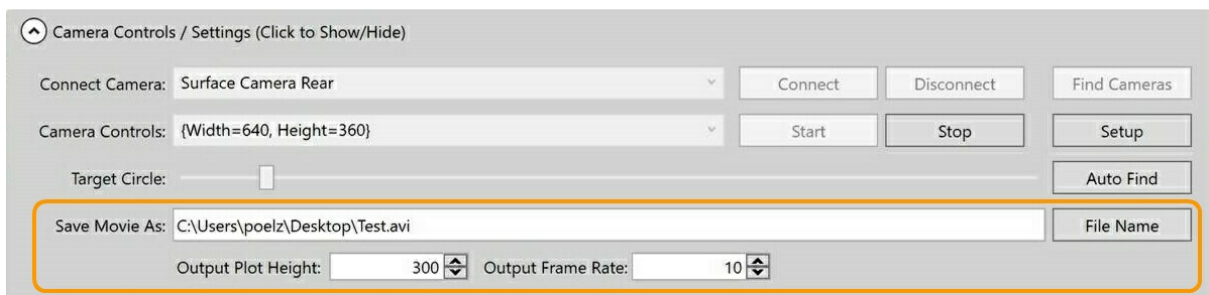 Camera Controls / Settings (Click to Show/Hide)
Connect Camera: Surface Camera Rear Connect Disconnect Find Cameras
Camera Controls: {Width=640, Height=360} Start Stop Setup
Target Circle: Auto Find
Save Movie As: C:\Users\poelz\Desktop\Test.avi File Name
Output Plot Height: 300 Output Frame Rate: 10